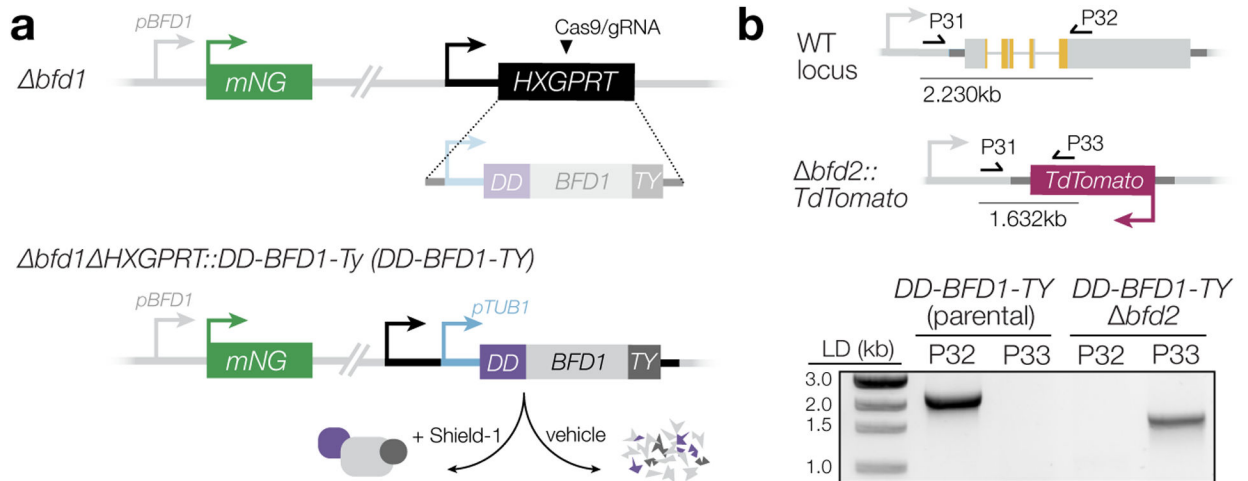 a
pBFD1
Cas9/gRNA
Δbfd1
mNG
HXGPRT
DD
BFD1
TY
Δbfd1ΔHXGPRT::DD-BFD1-Ty (DD-BFD1-TY)
pBFD1
pTUB1
mNG
DD
BFD1
TY
+ Shield-1
vehicle
b
WT
locus
P31
P32
2.230kb
Δbfd2::
TdTomato
P31
P33
TdTomato
1.632kb
DD-BFD1-TY
(parental)
DD-BFD1-TY
Δbfd2
LD (kb)
P32
P33
P32
P33
3.0
2.0
1.5
1.0